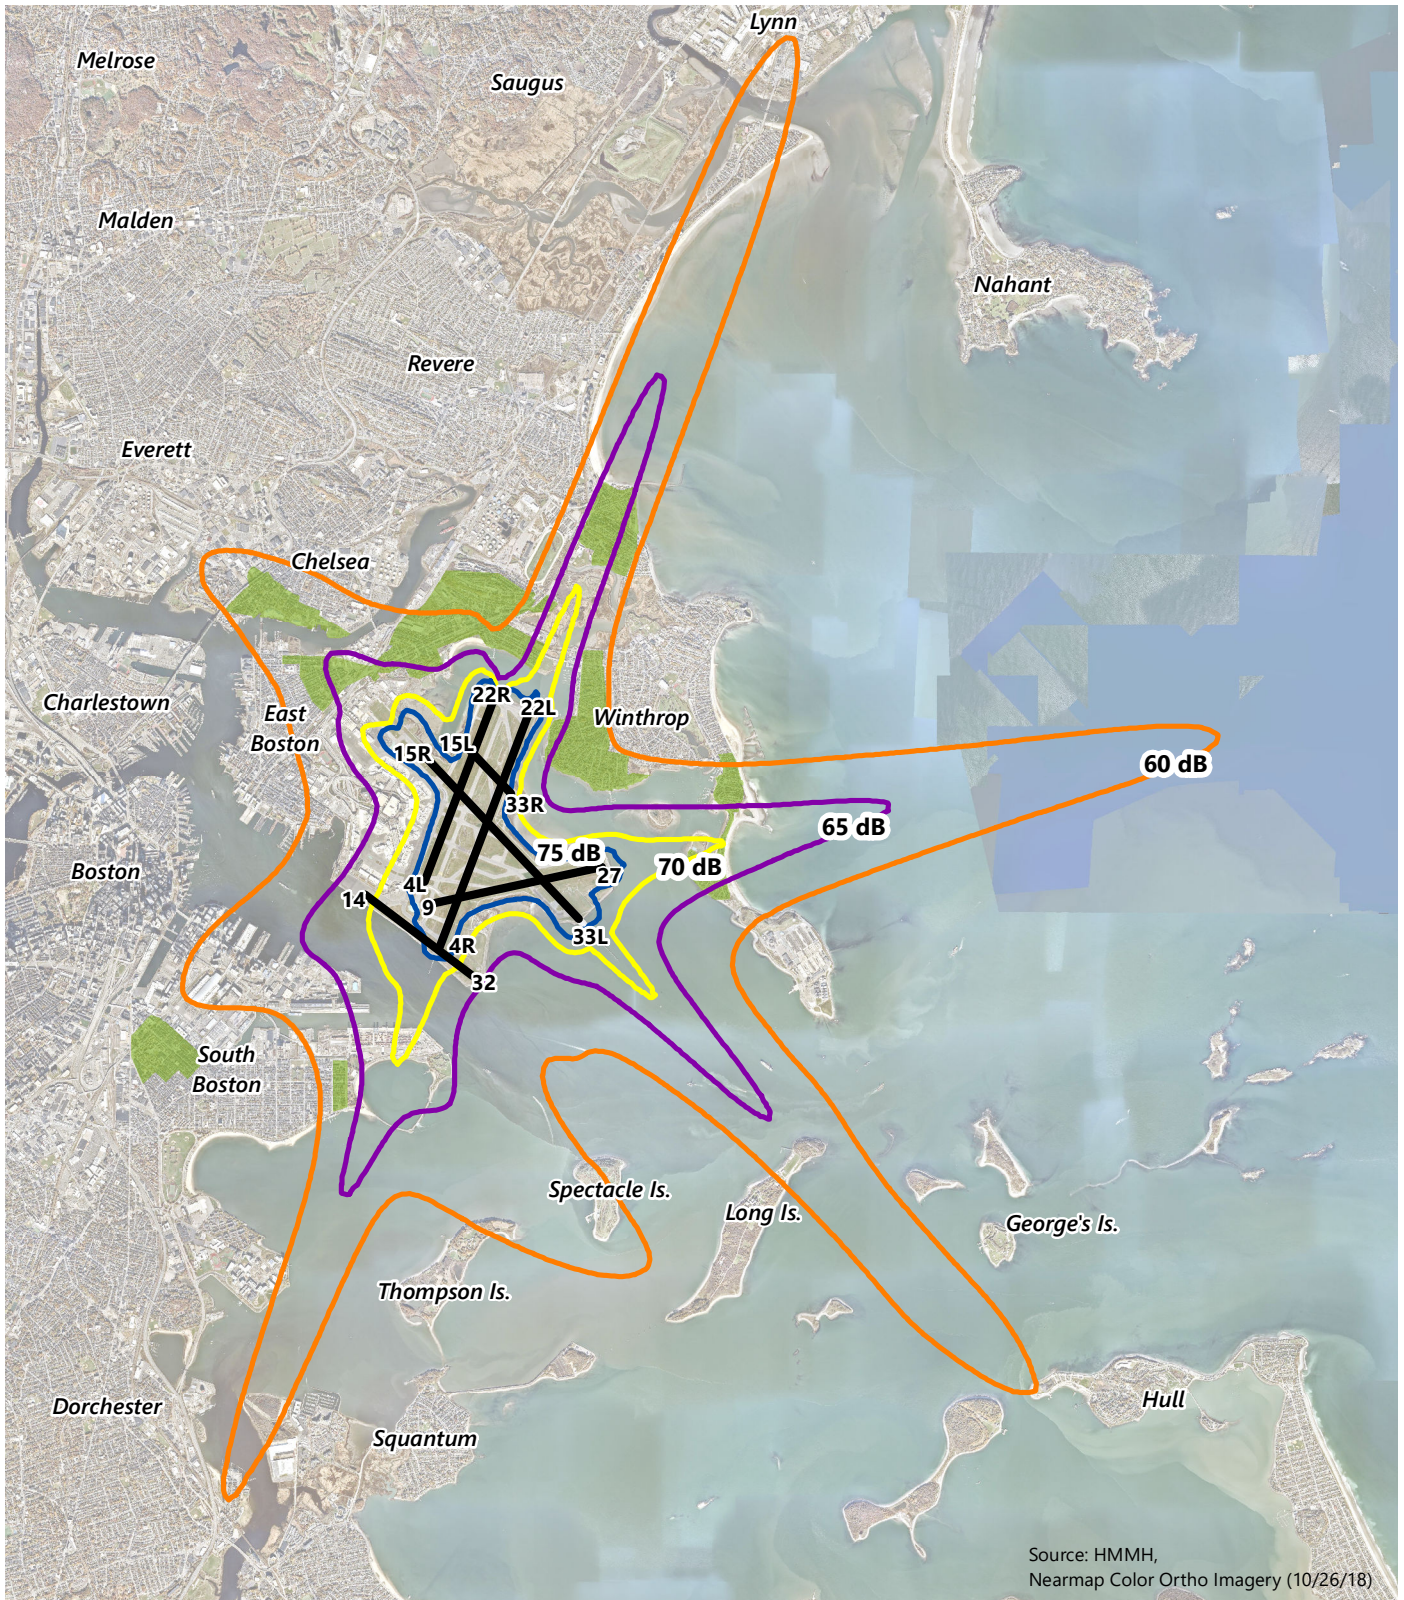 Lynn
Melrose
Saugus
Malden
Nahant
Revere
Everett
Chelsea
Charlestown
East
Boston
22R
22L
Winthrop
15L
15R
60 dB
33R
65 dB
75 dB
70 dB
Boston
27
4L
14
9
33L
4R
32
South
Boston
Spectacle Is.
Long Is.
George's Is.
Thompson Is.
Hull
Dorchester
Squantum
Source: HMMH,
Nearmap Color Ortho Imagery (10/26/18)